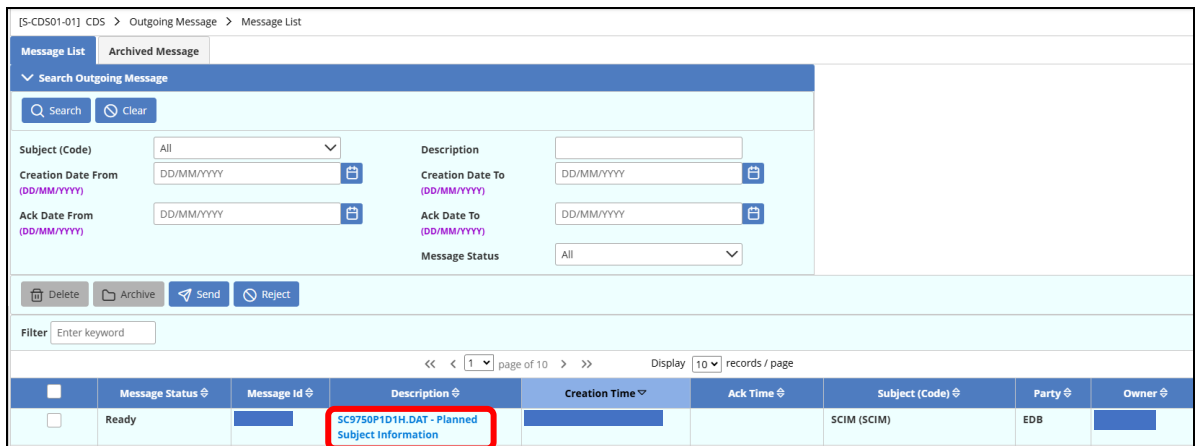 [S-CDS01-01] CDS > Outgoing Message > Message List
Message List Archived Message
Search Outgoing Message
Search Clear
Subject (Code) All Description
Creation Date From DD/MM/YYYY Creation Date To DD/MM/YYYY
(DD/MM/YYYY) (DD/MM/YYYY)
Ack Date From DD/MM/YYYY Ack Date To DD/MM/YYYY
(DD/MM/YYYY) (DD/MM/YYYY)
Message Status All
Delete Archive Send Reject
Filter Enter keyword
<< < 1 page of 10 > >> Display 10 records / page
Message Status Message Id Description Creation Time Ack Time Subject (Code) Party Owner
Ready SC9750P1D1H.DAT - Planned SCIM (SCIM) EDB
Subject Information